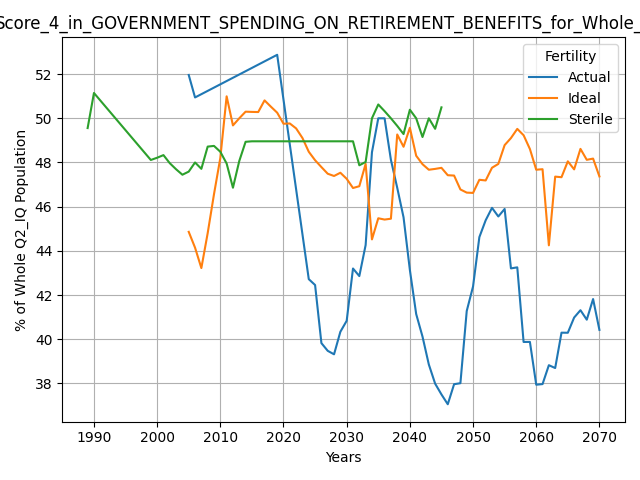 Score_4_in_GOVERNMENT_SPENDING_ON_RETIREMENT_BENEFITS_for_Whole_
Fertility
Actual
Ideal
Sterile
% of Whole Q2_IQ Population
52
50
48
46
44
42
40
38
1990 2000 2010 2020 2030 2040 2050 2060 2070
Years